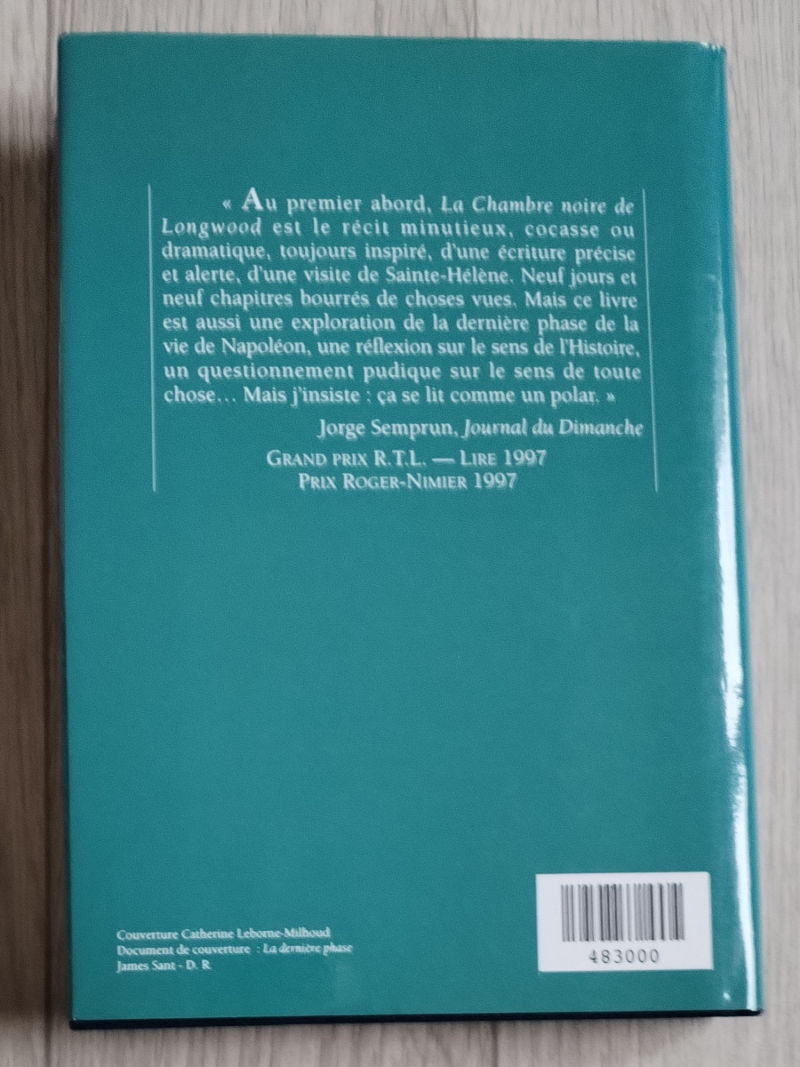 « Au premier abord, La Chambre noire de
Longwood est le récit minutieux, cocasse ou
dramatique, toujours inspiré, d'une écriture précise
et alerte, d'une visite de Sainte-Hélène. Neuf jours et
neuf chapitres bourrés de choses vues. Mais ce livre
est aussi une exploration de la dernière phase de la
vie de Napoléon, une réflexion sur le sens de l'Histoire,
un questionnement pudique sur le sens de toute
chose... Mais j'insiste : ça se lit comme un polar. »
Jorge Semprun, Journal du Dimanche
GRAND PRIX R.T.L. — LIRE 1997
PRIX ROGER-NIMIER 1997
Couverture Catherine Leborne-Milhoud
Document de couverture : La dernière phase
James Sant - D. R.
483000